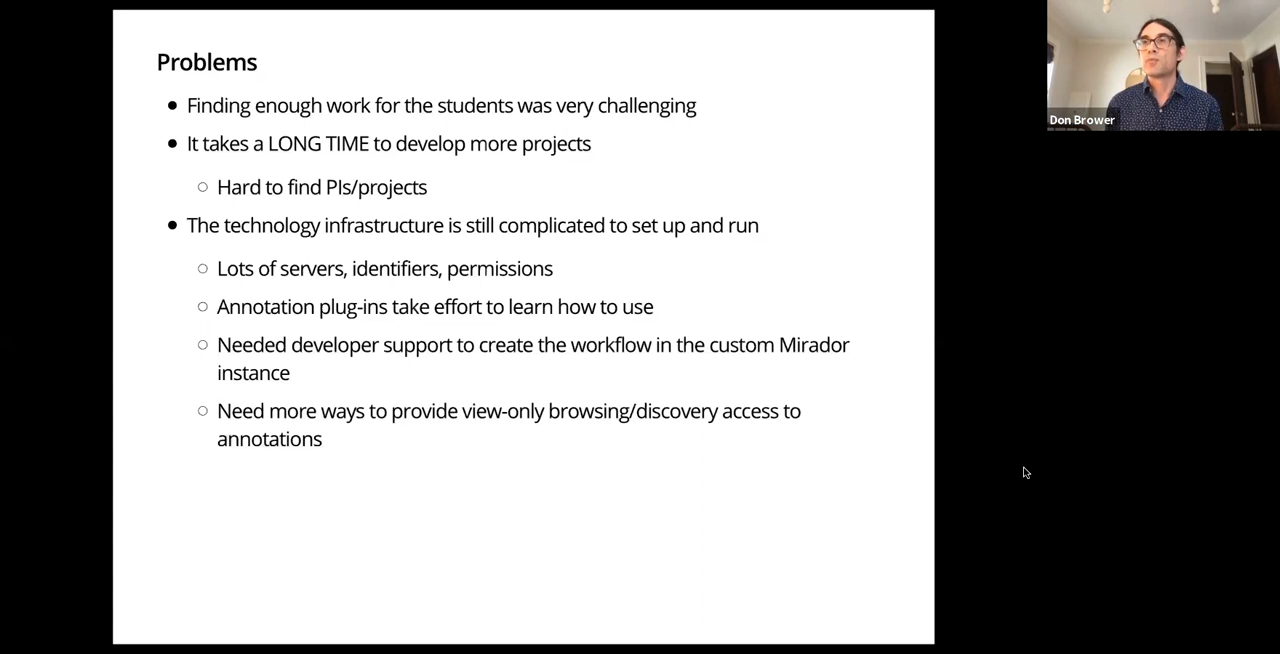 Problems
• Finding enough work for the students was very challenging
• It takes a LONG TIME to develop more projects
○ Hard to find PIs/projects
• The technology infrastructure is still complicated to set up and run
○ Lots of servers, identifiers, permissions
○ Annotation plug-ins take effort to learn how to use
○ Needed developer support to create the workflow in the custom Mirador
instance
○ Need more ways to provide view-only browsing/discovery access to
annotations
Don Brower